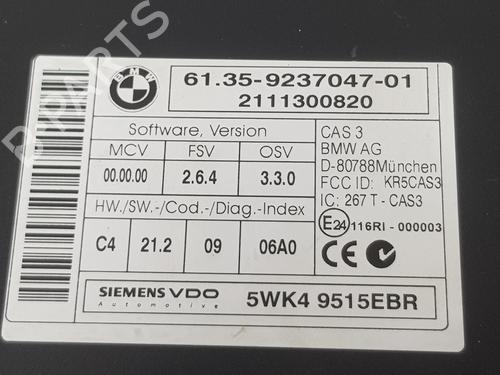 BMW
61.35-9237047-01
2111300820
Software, Version
MCV FSV OSV
00.00.00 2.6.4 3.3.0
HW./SW.-/Cod.-/Diag.-Index
C4 21.2 09 06A0
CAS 3
BMW AG
D-80788München
FCC ID: KR5CAS3
IC: 267 T - CAS3
E24 116RI - 000003
CE
SIEMENS VDO
Automotive
5WK4 9515EBR
B-PARTS